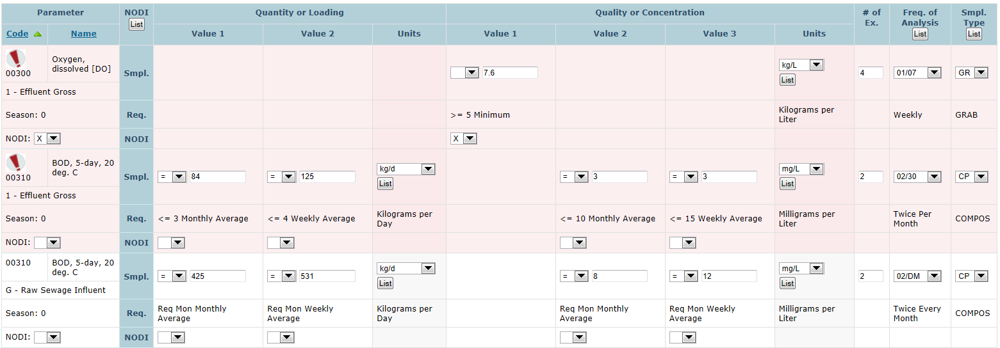 Parameter NODI Quantity or Loading Quality or Concentration # of Ex. Freq. of Analysis Smpl. Type
List List List
Code Name Value 1 Value 2 Units Value 1 Value 2 Value 3 Units
00300 Oxygen, dissolved [DO] Smpl. 7.6 kg/L List 4 01/07 GR
1 - Effluent Gross
Season: 0 Req. >= 5 Minimum Kilograms per Liter Weekly GRAB
NODI: X NODI X
00310 BOD, 5-day, 20 deg. C Smpl. = 84 = 125 kg/d List = 3 = 3 mg/L List 2 02/30 CP
1 - Effluent Gross
Season: 0 Req. <= 3 Monthly Average <= 4 Weekly Average Kilograms per Day <= 10 Monthly Average <= 15 Weekly Average Milligrams per Liter Twice Per Month COMPOS
NODI: NODI
00310 BOD, 5-day, 20 deg. C Smpl. = 425 = 531 kg/d List = 8 = 12 mg/L List 2 02/DM CP
G - Raw Sewage Influent
Season: 0 Req. Req Mon Monthly Average Req Mon Weekly Average Kilograms per Day Req Mon Monthly Average Req Mon Weekly Average Milligrams per Liter Twice Every Month COMPOS
NODI: NODI